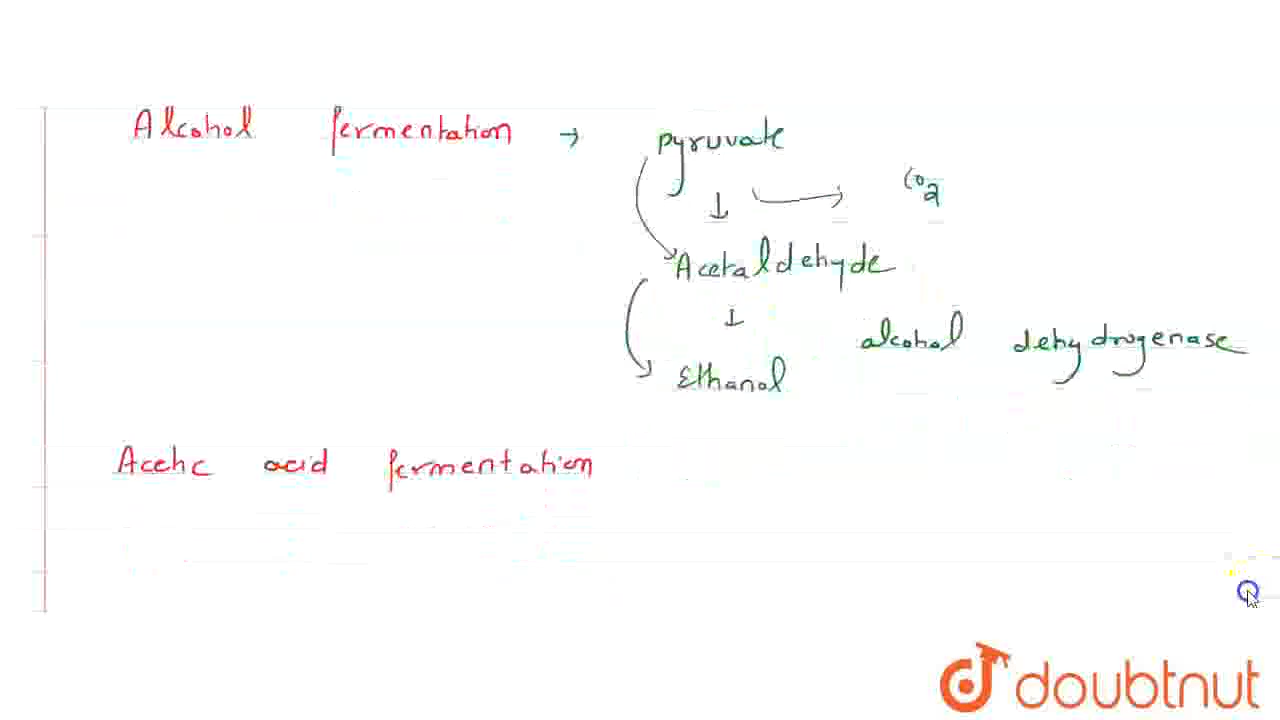 Alcohol fermentation → pyruvate
↓ → CO2
Acetaldehyde
↓ alcohol dehydrogenase
Ethanol
Acetic acid fermentation
doubtnut